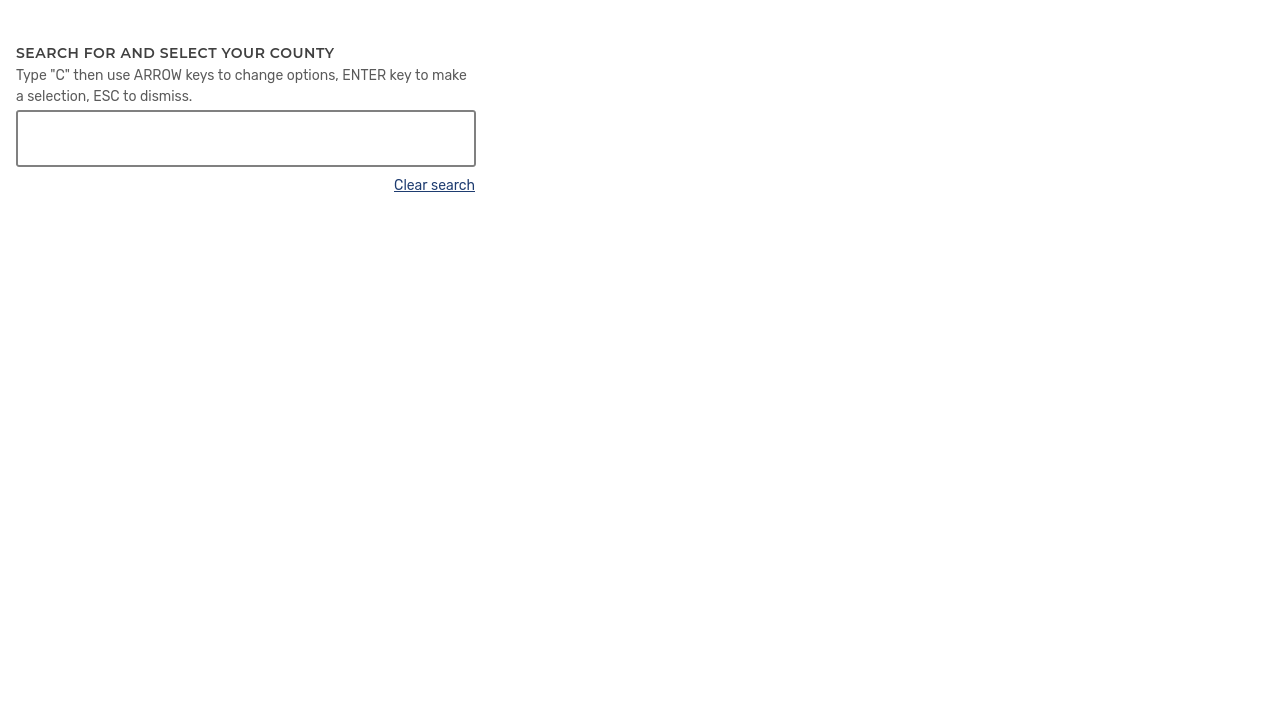 SEARCH FOR AND SELECT YOUR COUNTY
Type "C" then use ARROW keys to change options, ENTER key to make
a selection, ESC to dismiss.
Clear search